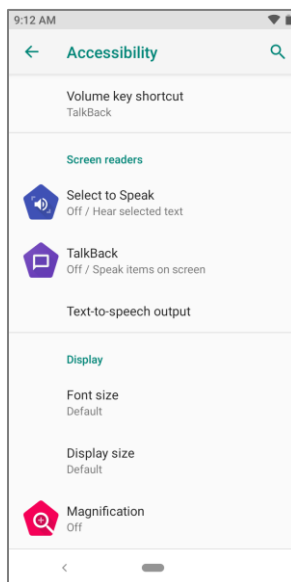 9:12 AM
Accessibility
Volume key shortcut
TalkBack
Screen readers
Select to Speak
Off / Hear selected text
TalkBack
Off / Speak items on screen
Text-to-speech output
Display
Font size
Default
Display size
Default
Magnification
Off